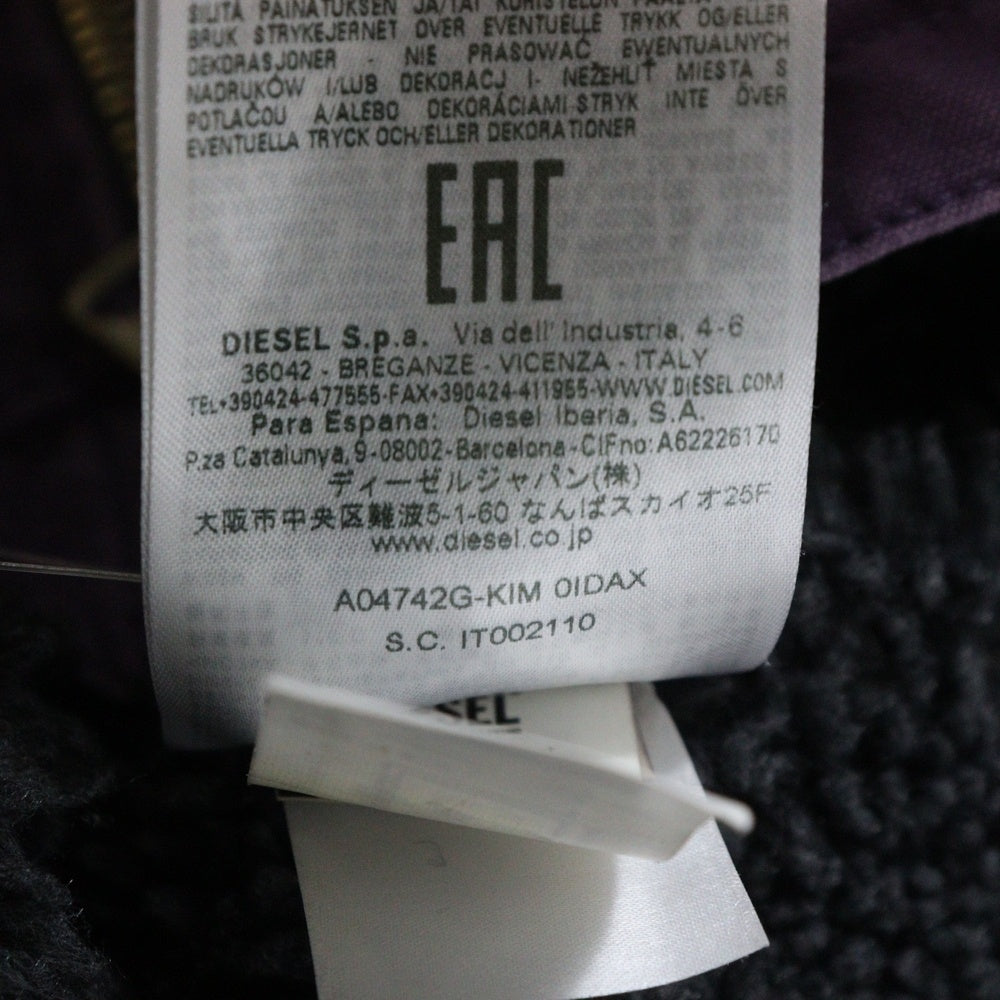 SILITÄ PAINATUKSEN JA/TAI KORISTELUN
BRUK STRYKEJERNET OVER EVENTUELLE TRYKK OG/ELLER
DEKORASJONER - NIE PRASOWAĆ EWENTUALNYCH
NADRUKÓW I/LUB DEKORACJ I- NEŽEHLIŤ MIESTA S
POTLAČOU A/ALEBO DEKORÁCIAMI STRYK INTE ÖVER
EVENTUELLA TRYCK OCH/ELLER DEKORATIONER
EAC
DIESEL S.p.a. Via dell' Industria, 4-6
36042 - BREGANZE - VICENZA - ITALY
TEL+390424-477555-FAX+390424-411955-WWW.DIESEL.COM
Para Espana: Diesel Iberia, S.A.
P.za Catalunya, 9-08002-Barcelona-CIFno: A62226170
ディーゼルジャパン(株)
大阪市中央区難波5-1-60 なんばスカイオ25F
www.diesel.co.jp
A04742G-KIM 0IDAX
S.C. IT002110
SEL